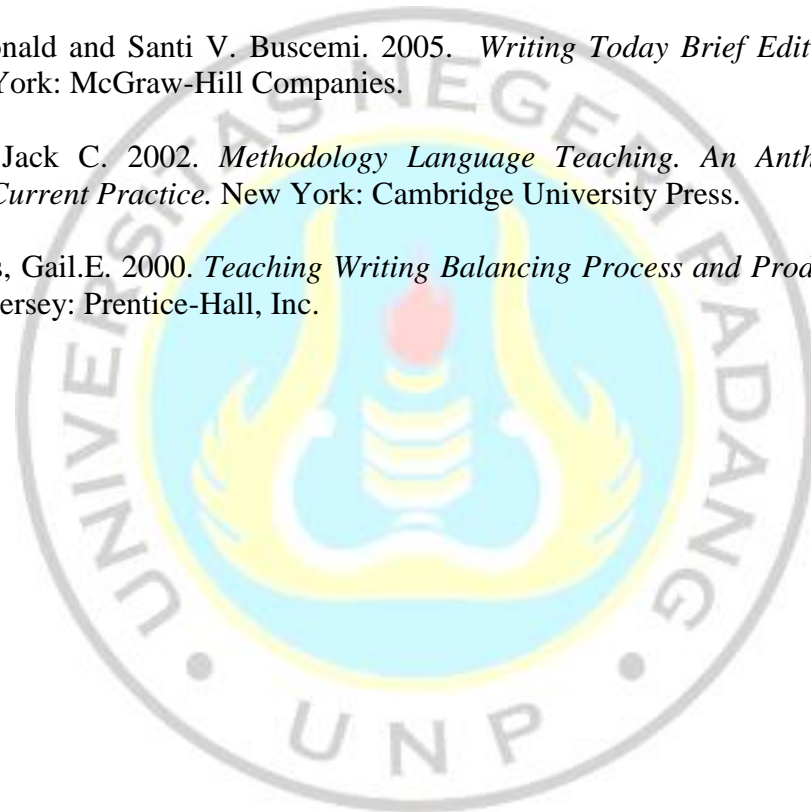 onald and Santi V. Buscemi. 2005. Writing Today Brief Edit
York: McGraw-Hill Companies.
Jack C. 2002. Methodology Language Teaching. An Anth
Current Practice. New York: Cambridge University Press.
s, Gail.E. 2000. Teaching Writing Balancing Process and Prod
ersey: Prentice-Hall, Inc.
UNIVERSITAS NEGERI PADANG
UNP